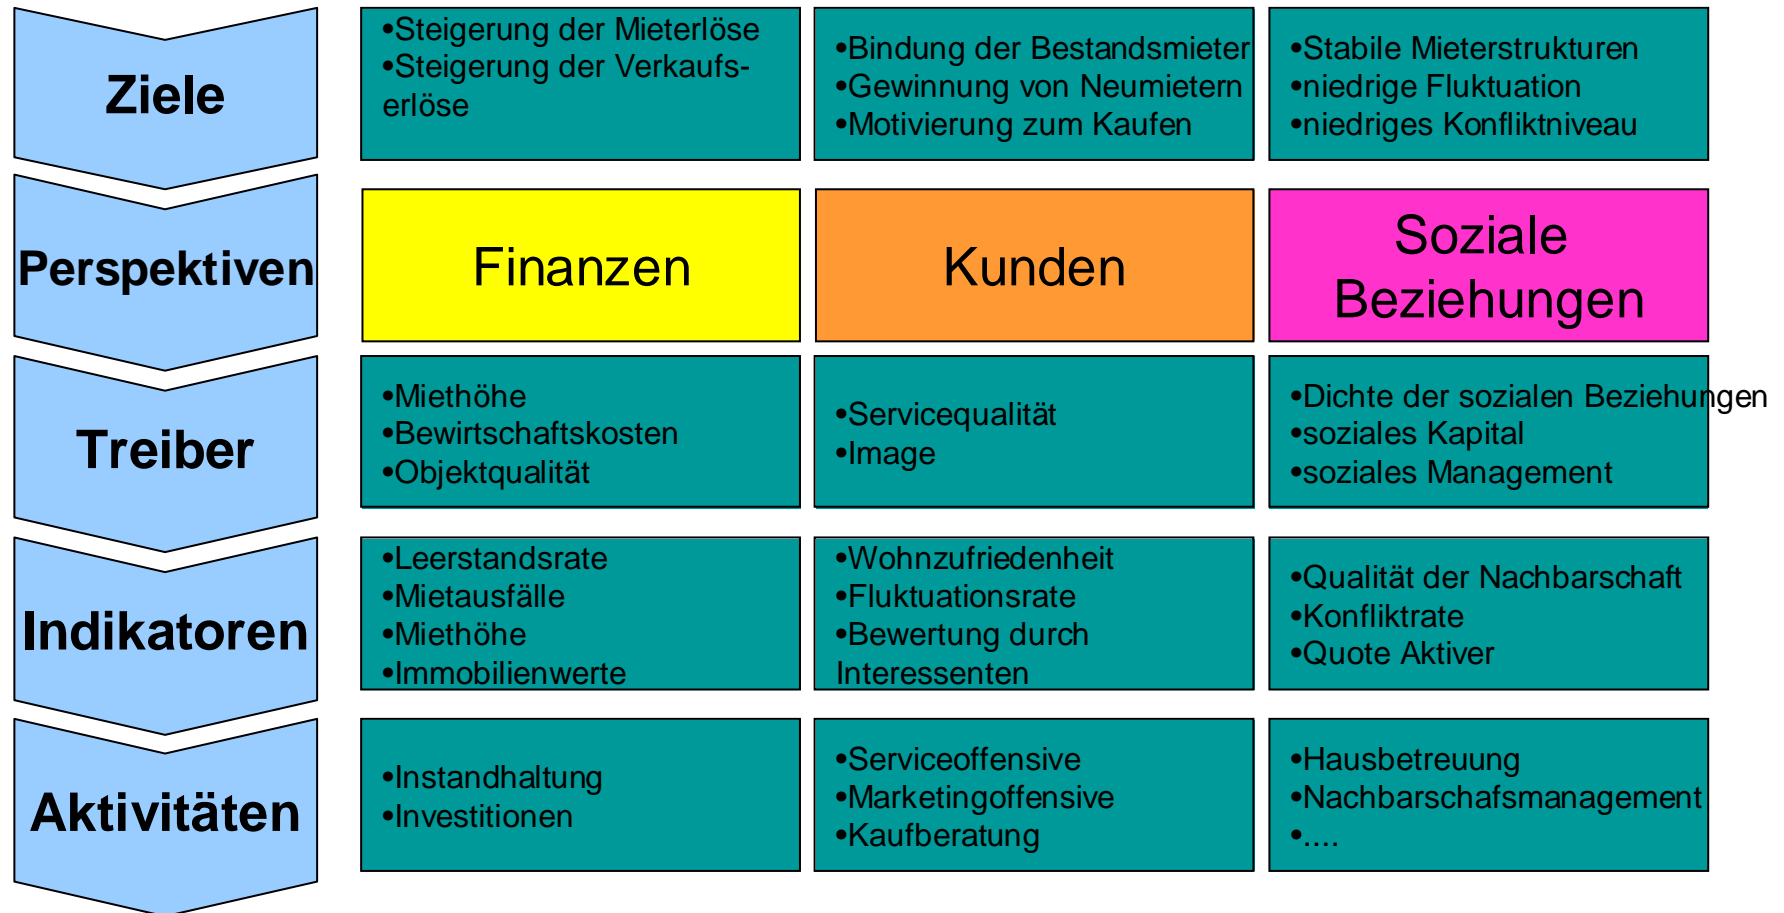 Ziele
•Steigerung der Mieterlöse
•Steigerung der Verkaufs-
erlöse
•Bindung der Bestandsmieter
•Gewinnung von Neumietern
•Motivierung zum Kaufen
•Stabile Mieterstrukturen
•niedrige Fluktuation
•niedriges Konfliktniveau
Perspektiven
Finanzen
Kunden
Soziale
Beziehungen
Treiber
•Miethöhe
•Bewirtschaftskosten
•Objektqualität
•Servicequalität
•Image
•Dichte der sozialen Beziehungen
•soziales Kapital
•soziales Management
Indikatoren
•Leerstandsrate
•Mietausfälle
•Miethöhe
•Immobilienwerte
•Wohnzufriedenheit
•Fluktuationsrate
•Bewertung durch
Interessenten
•Qualität der Nachbarschaft
•Konfliktrate
•Quote Aktiver
Aktivitäten
•Instandhaltung
•Investitionen
•Serviceoffensive
•Marketingoffensive
•Kaufberatung
•Hausbetreuung
•Nachbarschafsmanagement
•....